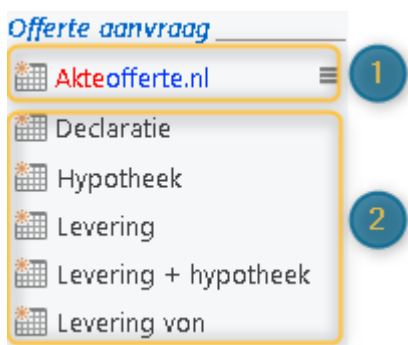 Offerte aanvraag
Akteofferte.nl
1
Declaratie
Hypotheek
Levering
2
Levering + hypotheek
Levering von